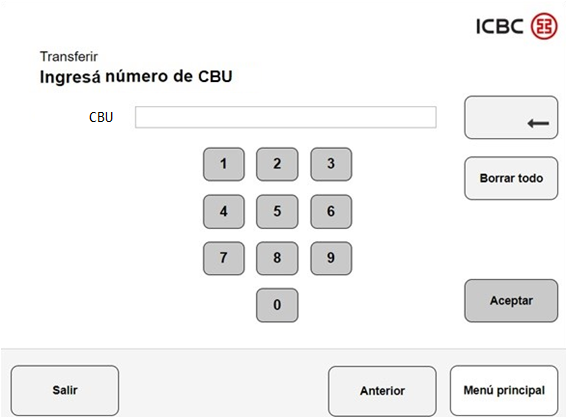 ICBC
Transferir
Ingresá número de CBU
CBU
1 2 3
Borrar todo
4 5 6
7 8 9
0
Aceptar
Salir
Anterior
Menú principal